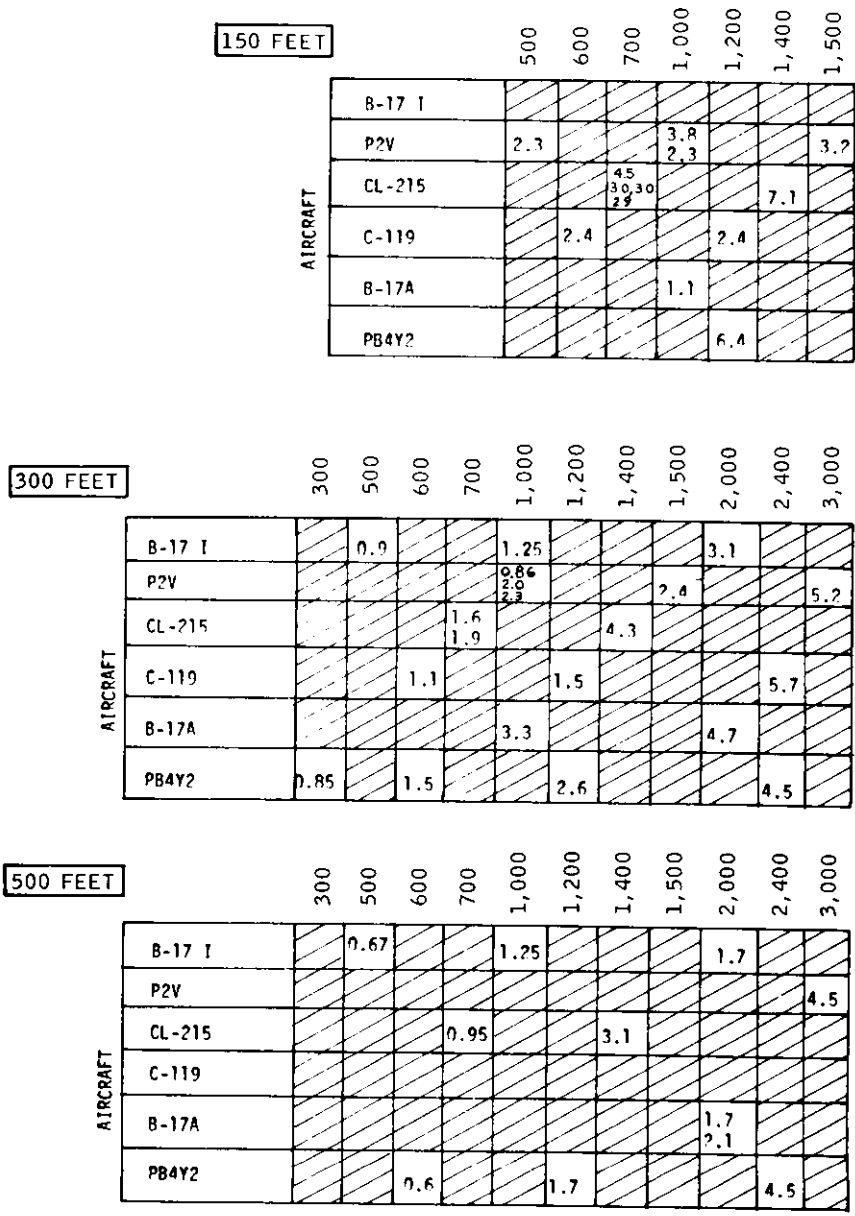 150 FEET
500 600 700 1,000 1,200 1,400 1,500
AIRCRAFT
B-17 I
P2V 2.3 3.8 3.2
2.3
CL-215 4.5 7.1
30,30
29
C-119 2.4 2.4
B-17A 1.1
PB4Y2 6.4
300 FEET
300 500 600 700 1,000 1,200 1,400 1,500 2,000 2,400 3,000
AIRCRAFT
B-17 I 0.9 1.25 3.1
P2V 0.86 2.4 5.2
2.0
2.3
CL-215 1.6 4.3
1.9
C-119 1.1 1.5 5.7
B-17A 3.3 4.7
PB4Y2 0.85 1.5 2.6 4.5
500 FEET
300 500 600 700 1,000 1,200 1,400 1,500 2,000 2,400 3,000
AIRCRAFT
B-17 I 0.67 1.25 1.7
P2V 4.5
CL-215 0.95 3.1
C-119
B-17A 1.7
2.1
PB4Y2 0.6 1.7 4.5